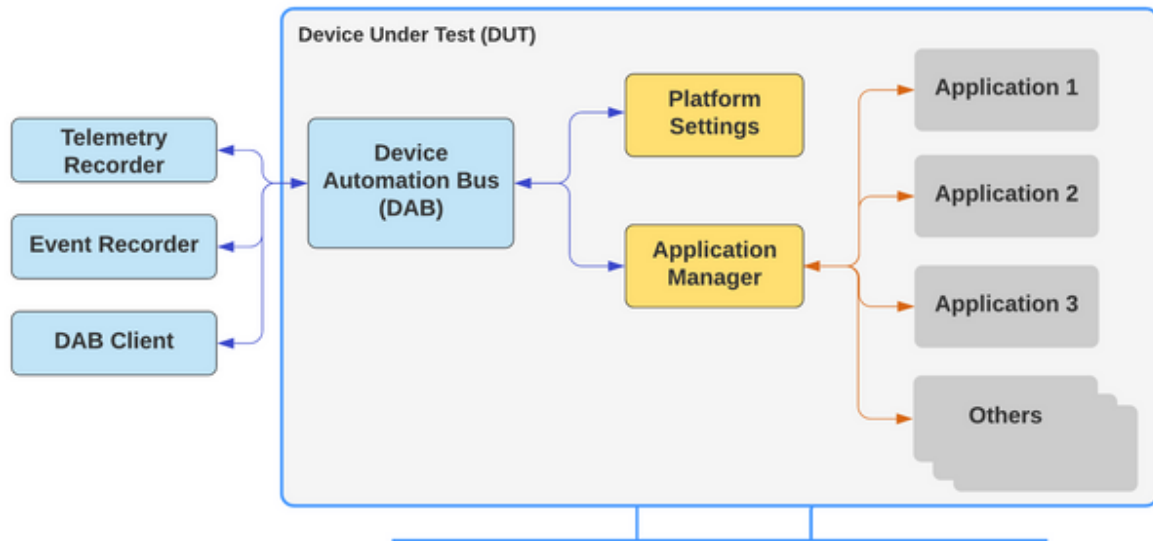 Device Under Test (DUT)
Telemetry
Recorder
Event Recorder
DAB Client
Device
Automation Bus
(DAB)
Platform
Settings
Application
Manager
Application 1
Application 2
Application 3
Others